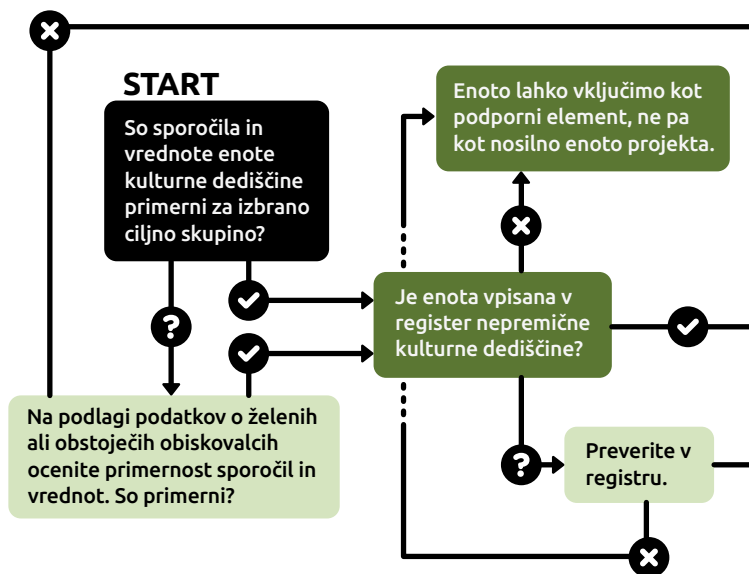 START
So sporočila in
vrednote enote
kulturne dediščine
primerni za izbrano
ciljno skupino?
Enoto lahko vključimo kot
podporni element, ne pa
kot nosilno enoto projekta.
?
Je enota vpisana v
register nepremične
kulturne dediščine?
Na podlagi podatkov o želenih
ali obstoječih obiskovalcih
ocenite primernost sporočil in
vrednot. So primerni?
?
Preverite v
registru.